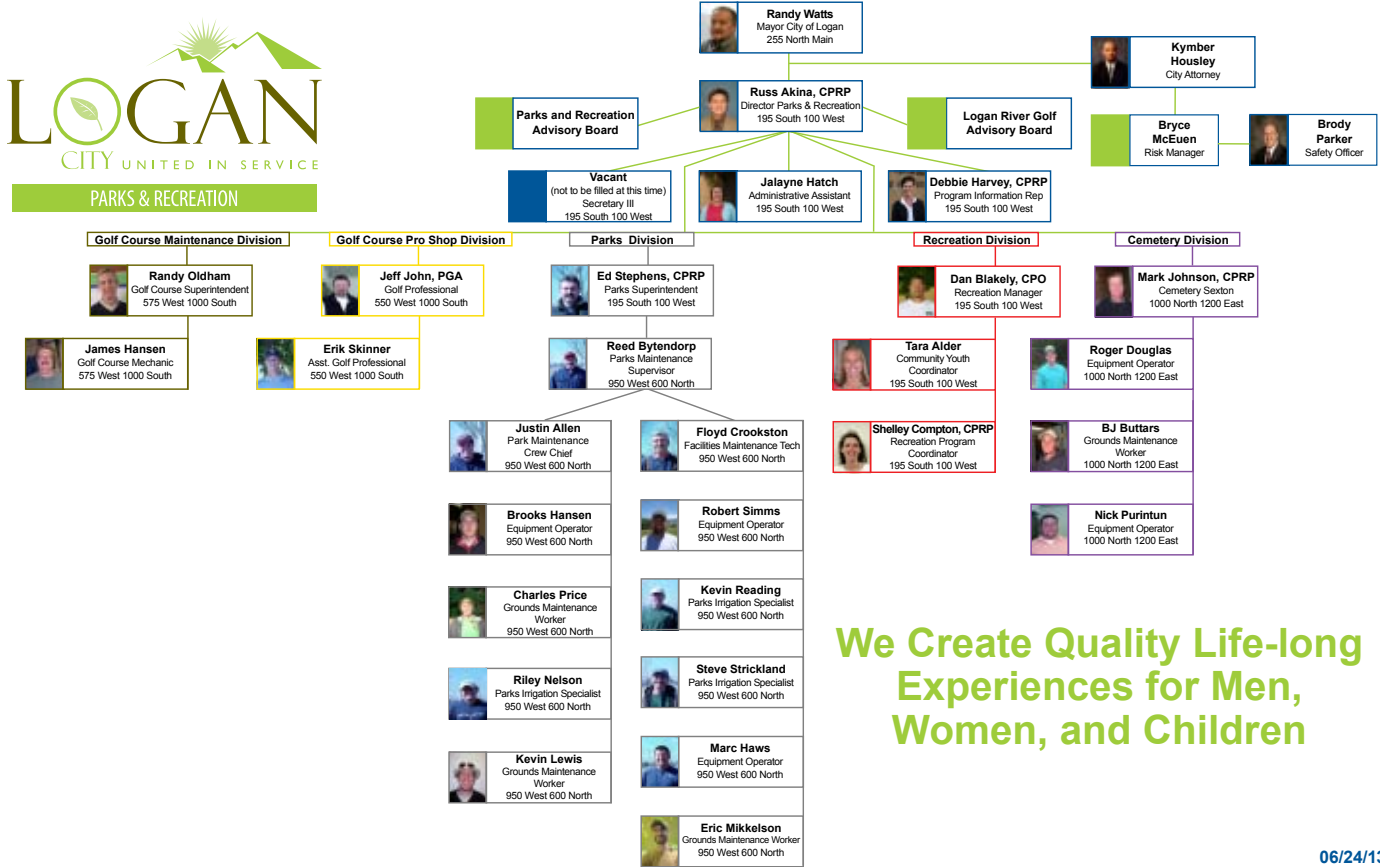 LOGAN
CITY UNITED IN SERVICE
PARKS & RECREATION
Randy Watts
Mayor City of Logan
255 North Main
Kymber
Housley
City Attorney
Russ Akina, CPRP
Director Parks & Recreation
195 South 100 West
Parks and Recreation
Advisory Board
Logan River Golf
Advisory Board
Bryce
McEuen
Risk Manager
Brody
Parker
Safety Officer
Vacant
(not to be filled at this time)
Secretary III
195 South 100 West
Jalayne Hatch
Administrative Assistant
195 South 100 West
Debbie Harvey, CPRP
Program Information Rep
195 South 100 West
Golf Course Maintenance Division
Golf Course Pro Shop Division
Parks Division
Recreation Division
Cemetery Division
Randy Oldham
Golf Course Superintendent
575 West 1000 South
Jeff John, PGA
Golf Professional
550 West 1000 South
Ed Stephens, CPRP
Parks Superintendent
195 South 100 West
Dan Blakely, CPO
Recreation Manager
195 South 100 West
Mark Johnson, CPRP
Cemetery Sexton
1000 North 1200 East
James Hansen
Golf Course Mechanic
575 West 1000 South
Erik Skinner
Asst. Golf Professional
550 West 1000 South
Reed Bytendorp
Parks Maintenance
Supervisor
950 West 600 North
Tara Alder
Community Youth
Coordinator
195 South 100 West
Roger Douglas
Equipment Operator
1000 North 1200 East
Justin Allen
Park Maintenance
Crew Chief
950 West 600 North
Floyd Crookston
Facilities Maintenance Tech
950 West 600 North
Shelley Compton, CPRP
Recreation Program
Coordinator
195 South 100 West
BJ Buttars
Grounds Maintenance
Worker
1000 North 1200 East
Brooks Hansen
Equipment Operator
950 West 600 North
Robert Simms
Equipment Operator
950 West 600 North
Nick Purintun
Equipment Operator
1000 North 1200 East
Charles Price
Grounds Maintenance
Worker
950 West 600 North
Kevin Reading
Parks Irrigation Specialist
950 West 600 North
Riley Nelson
Parks Irrigation Specialist
950 West 600 North
Steve Strickland
Parks Irrigation Specialist
950 West 600 North
Kevin Lewis
Grounds Maintenance
Worker
950 West 600 North
Marc Haws
Equipment Operator
950 West 600 North
Eric Mikkelson
Grounds Maintenance Worker
950 West 600 North
We Create Quality Life-long
Experiences for Men,
Women, and Children
06/24/13